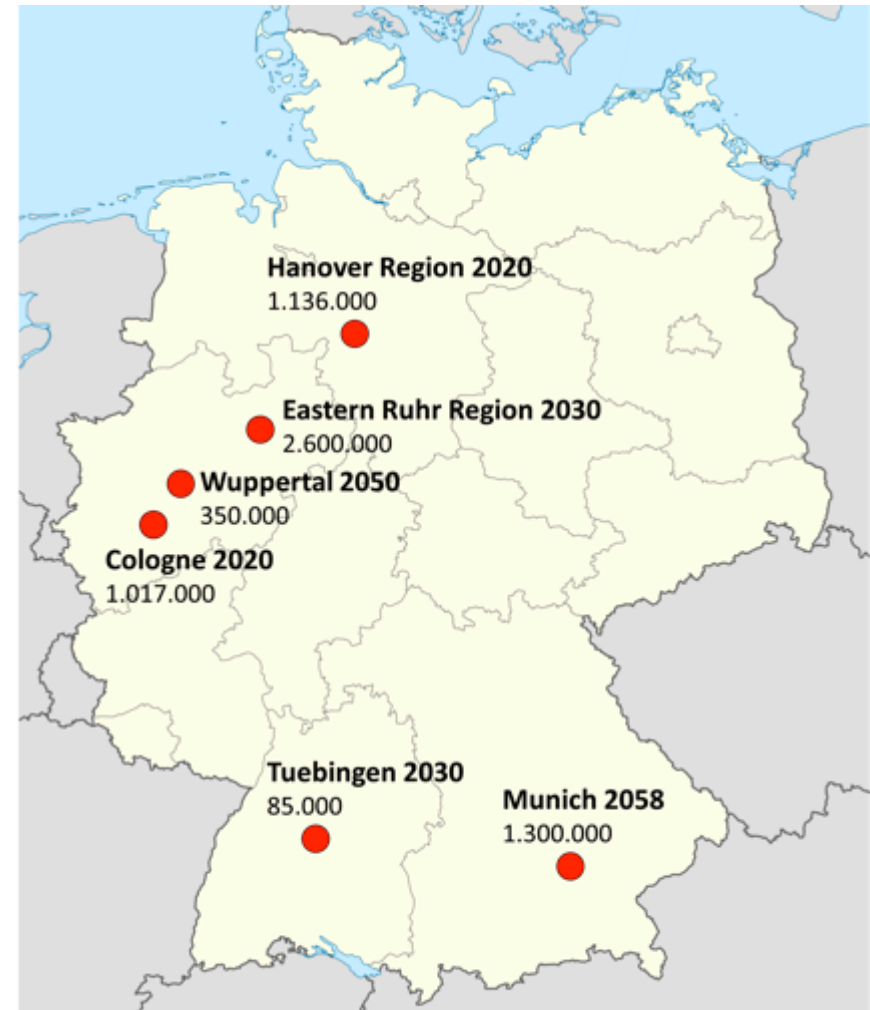 Hanover Region 2020
1.136.000
Eastern Ruhr Region 2030
2.600.000
Wuppertal 2050
350.000
Cologne 2020
1.017.000
Tuebingen 2030
85.000
Munich 2058
1.300.000